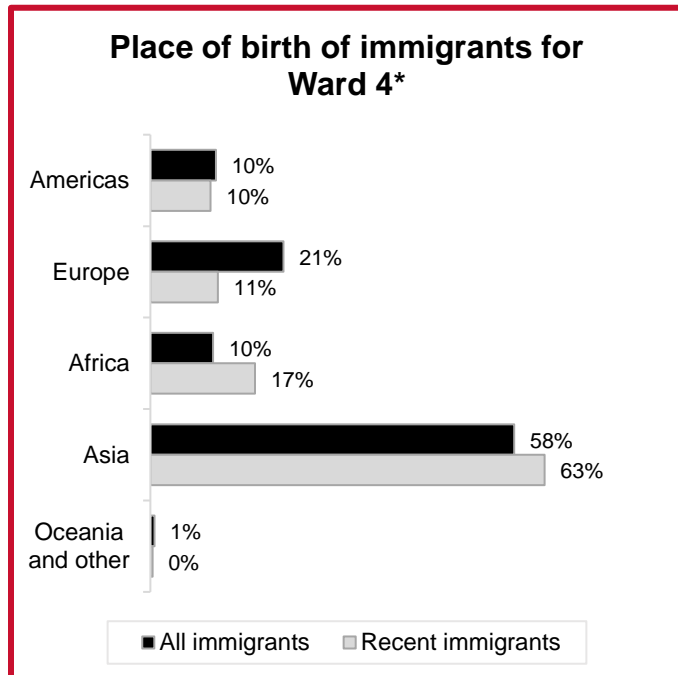 Place of birth of immigrants for
Ward 4*
Americas
10%
10%
Europe
21%
11%
Africa
10%
17%
Asia
58%
63%
Oceania
and other
1%
0%
All immigrants Recent immigrants